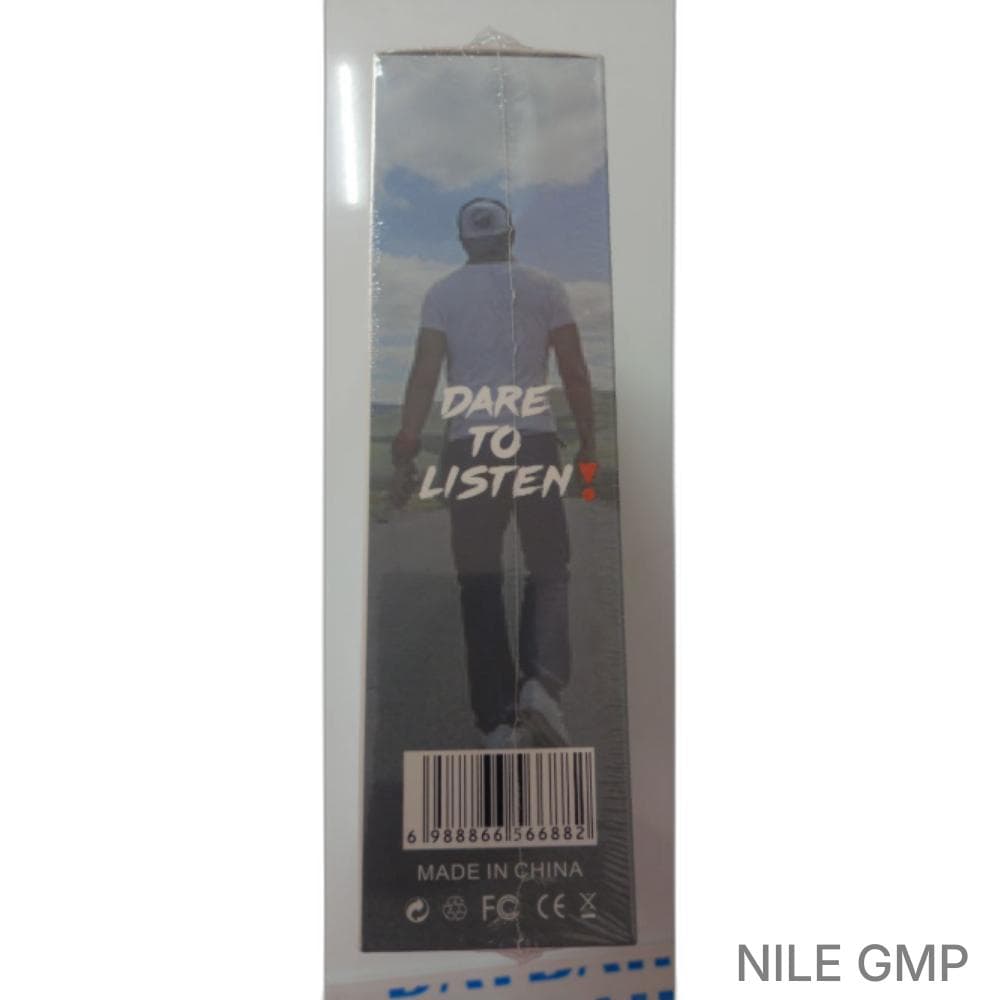 DARE
TO
LISTEN!
6 988866 566882
MADE IN CHINA
FC CE
NILE GMP